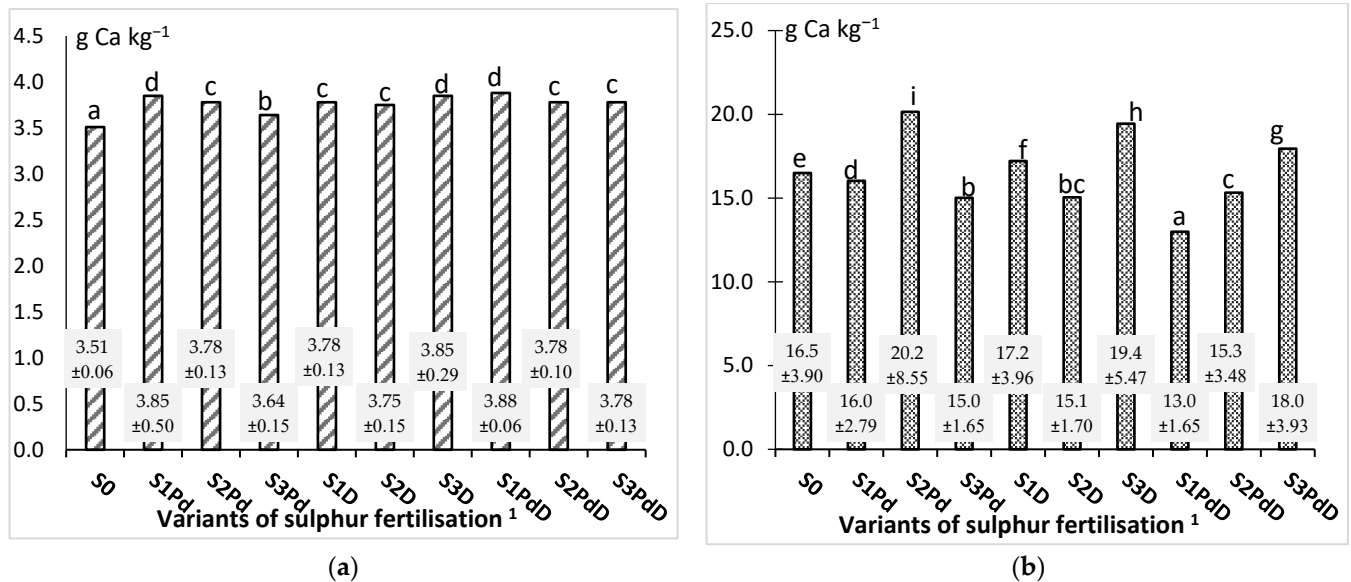 g Ca kg⁻¹
4.5
4.0
3.5
3.0
2.5
2.0
1.5
1.0
0.5
0.0
a
d
c
b
c
c
d
d
c
c
3.51
±0.06
3.85
±0.50
3.78
±0.13
3.64
±0.15
3.78
±0.13
3.75
±0.15
3.85
±0.29
3.88
±0.06
3.78
±0.10
3.78
±0.13
S0
S1Pd
S2Pd
S3Pd
S1D
S2D
S3D
S1PdD
S2PdD
S3PdD
Variants of sulphur fertilisation ¹
(a)
g Ca kg⁻¹
25.0
20.0
15.0
10.0
5.0
0.0
e
d
i
b
f
bc
h
a
c
g
16.5
±3.90
16.0
±2.79
20.2
±8.55
15.0
±1.65
17.2
±3.96
15.1
±1.70
19.4
±5.47
13.0
±1.65
15.3
±3.48
18.0
±3.93
S0
S1Pd
S2Pd
S3Pd
S1D
S2D
S3D
S1PdD
S2PdD
S3PdD
Variants of sulphur fertilisation ¹
(b)